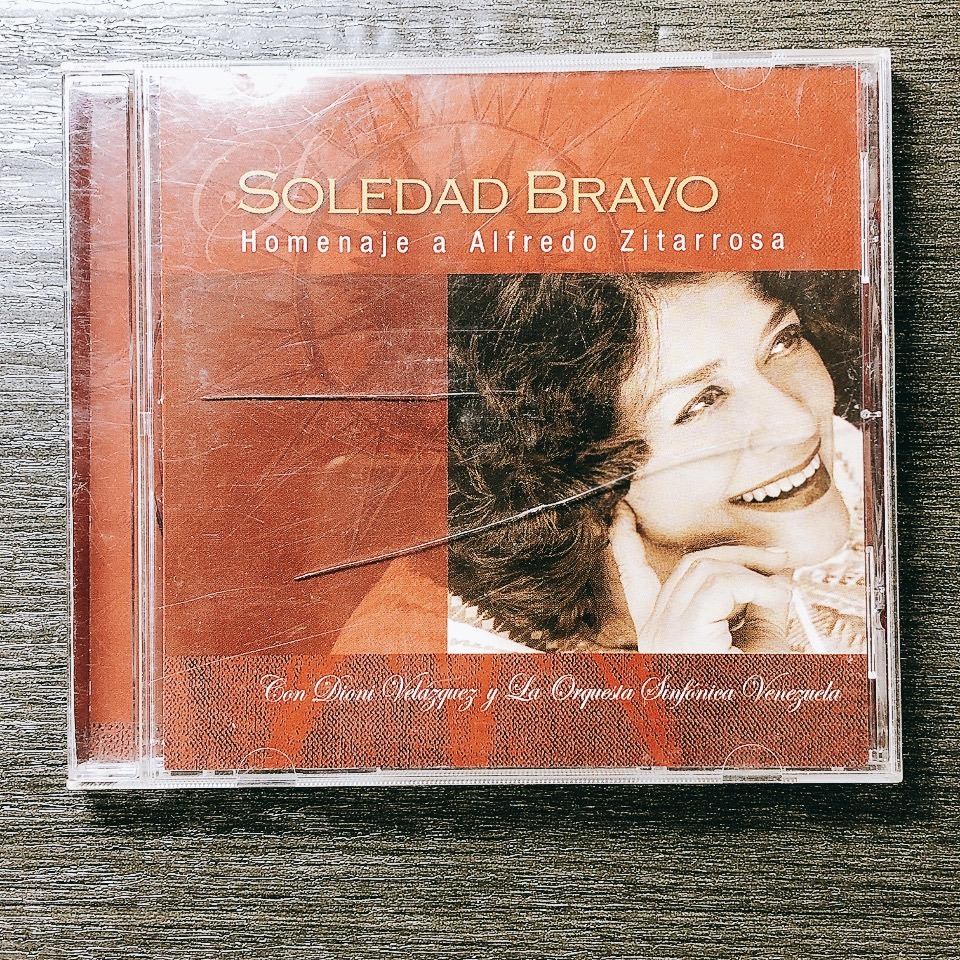 SOLEDAD BRAVO
Homenaje a Alfredo Zitarrosa
Con Dioni Velázquez y La Orquesta Sinfónica Venezuela